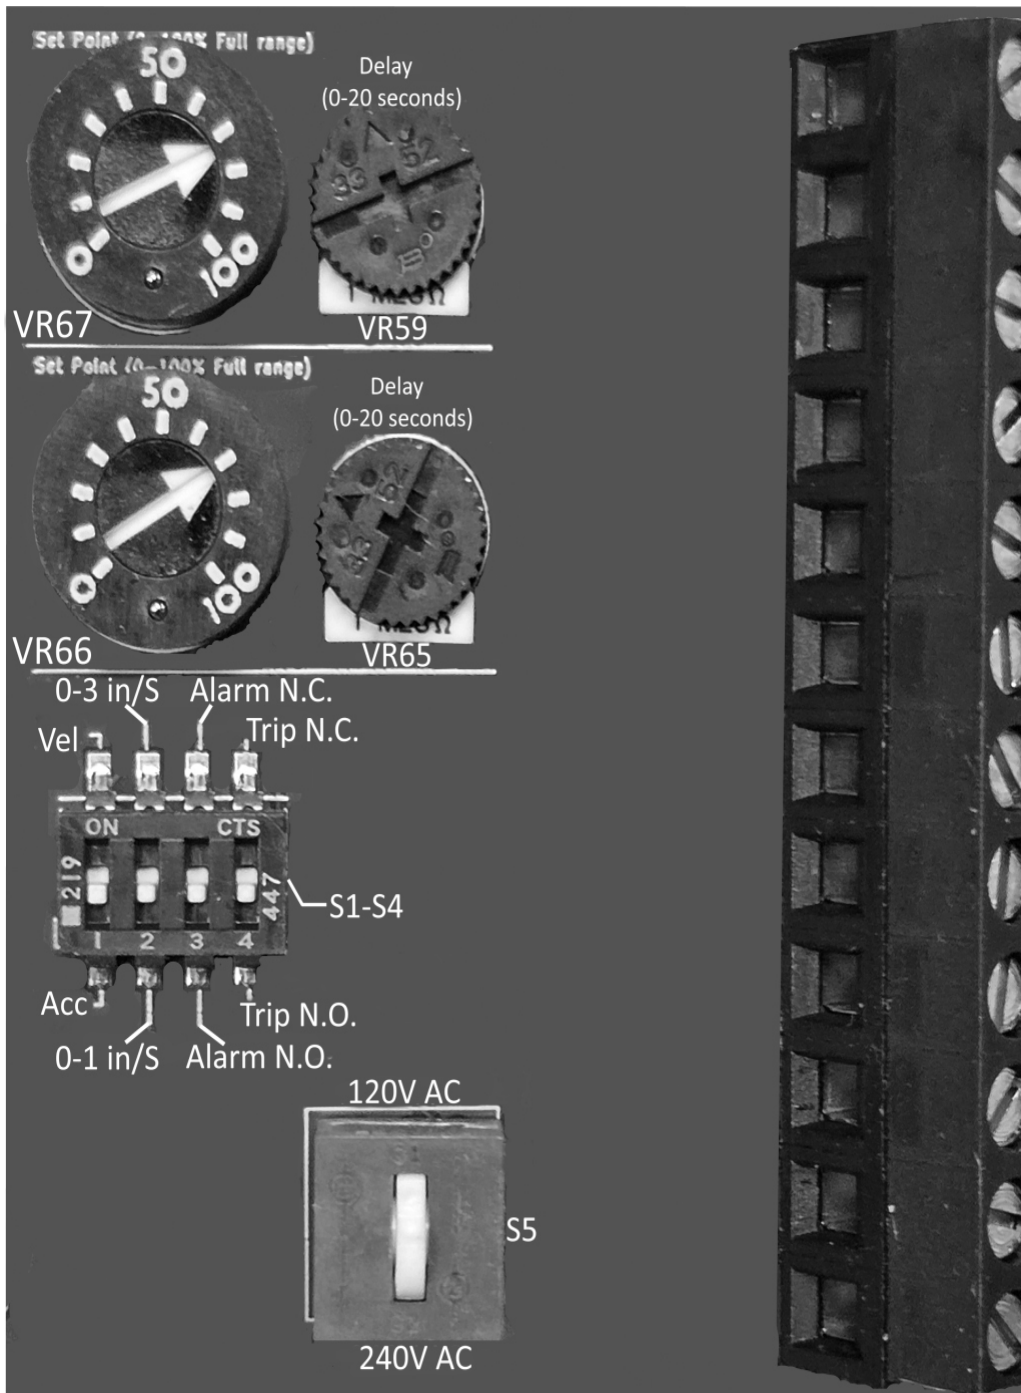 Set Point (0-100% Full range)
50
0
100
VR67
Delay
(0-20 seconds)
52
33
VR59
Set Point (0-100% Full range)
50
0
100
VR66
Delay
(0-20 seconds)
VR65
0-3 in/S
Alarm N.C.
Vel
Trip N.C.
ON
CTS
219
447
S1-S4
1 2 3 4
Acc
Trip N.O.
0-1 in/S
Alarm N.O.
120V AC
S5
240V AC